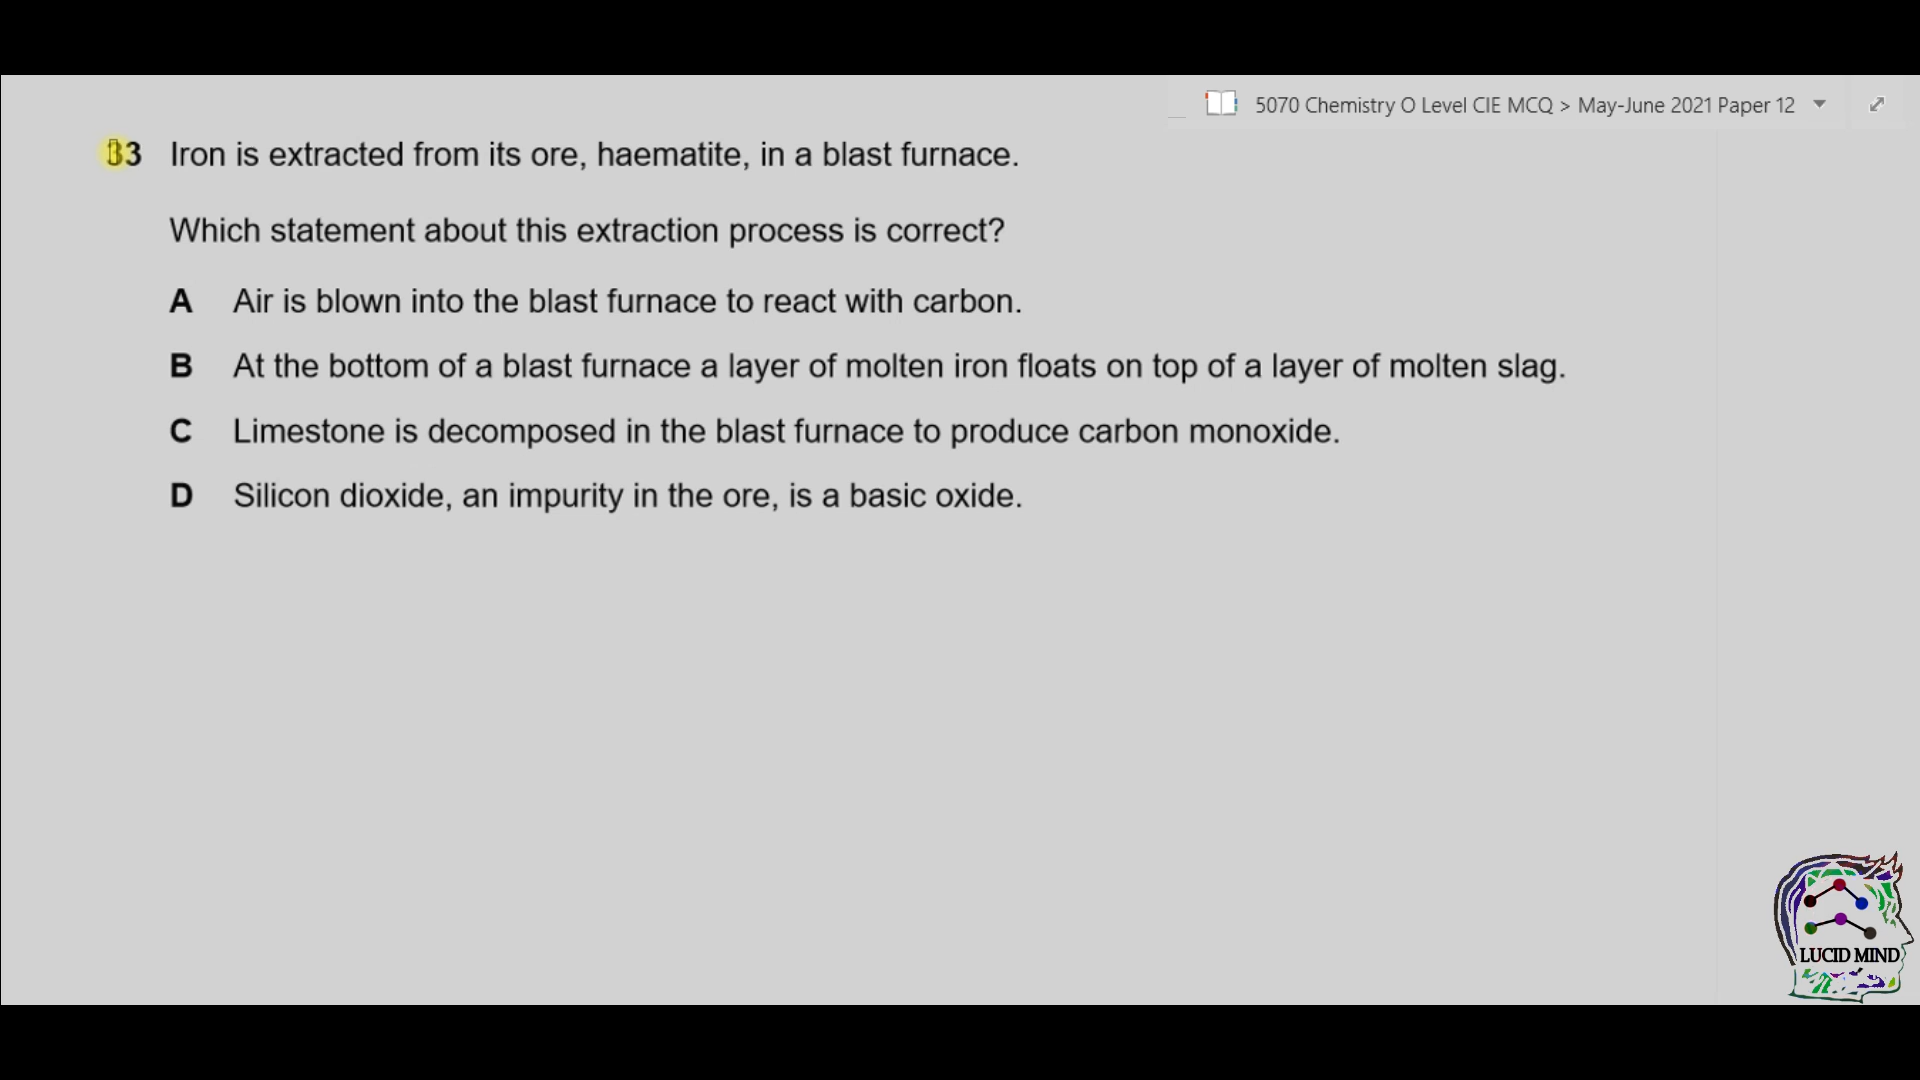 5070 Chemistry O Level CIE MCQ > May-June 2021 Paper 12
33 Iron is extracted from its ore, haematite, in a blast furnace.
Which statement about this extraction process is correct?
A Air is blown into the blast furnace to react with carbon.
B At the bottom of a blast furnace a layer of molten iron floats on top of a layer of molten slag.
C Limestone is decomposed in the blast furnace to produce carbon monoxide.
D Silicon dioxide, an impurity in the ore, is a basic oxide.
LUCID MIND